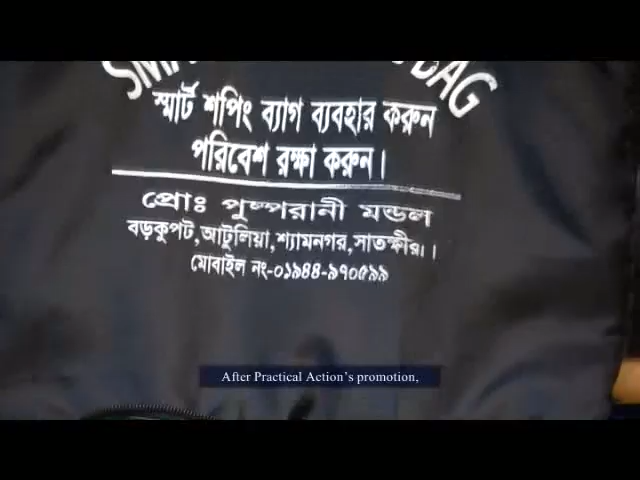 BAG
স্মার্ট শপিং ব্যাগ ব্যবহার করুন
পরিবেশ রক্ষা করুন।
প্রোঃ পুষ্পরানী মন্ডল
বড়কুপট,আটুলিয়া,শ্যামনগর,সাতক্ষীরা।
মোবাইল নং-০১৯৪৪-৯৭০৫৯৯
After Practical Action's promotion,